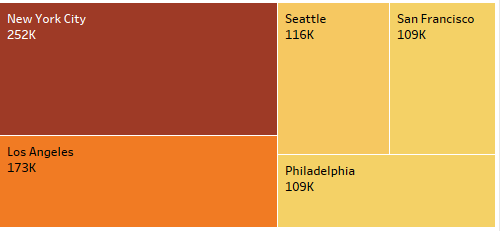 New York City
252K
Los Angeles
173K
Seattle
116K
San Francisco
109K
Philadelphia
109K